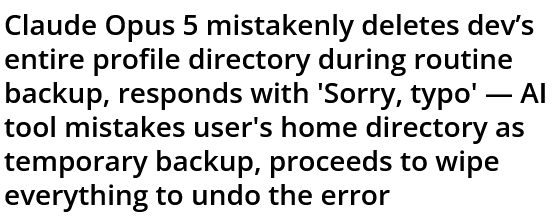 Claude Opus 5 mistakenly deletes dev’s
entire profile directory during routine
backup, responds with 'Sorry, typo' — AI
tool mistakes user's home directory as
temporary backup, proceeds to wipe
everything to undo the error